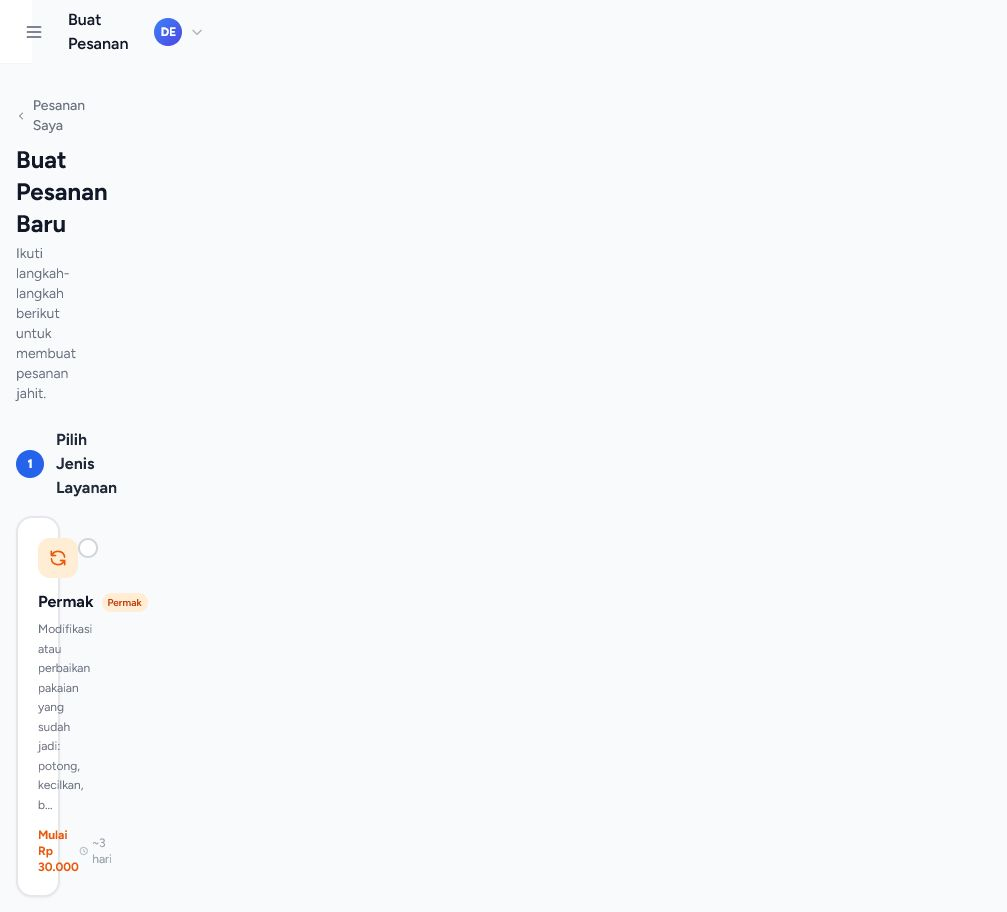 Buat
Pesanan
DE
Pesanan
Saya
Buat
Pesanan
Baru
Ikuti
langkah-
langkah
berikut
untuk
membuat
pesanan
jahit.
1
Pilih
Jenis
Layanan
Permak Permak
Modifikasi
atau
perbaikan
pakaian
yang
sudah
jadi:
potong,
kecilkan,
b...
Mulai
Rp
30.000
~3
hari